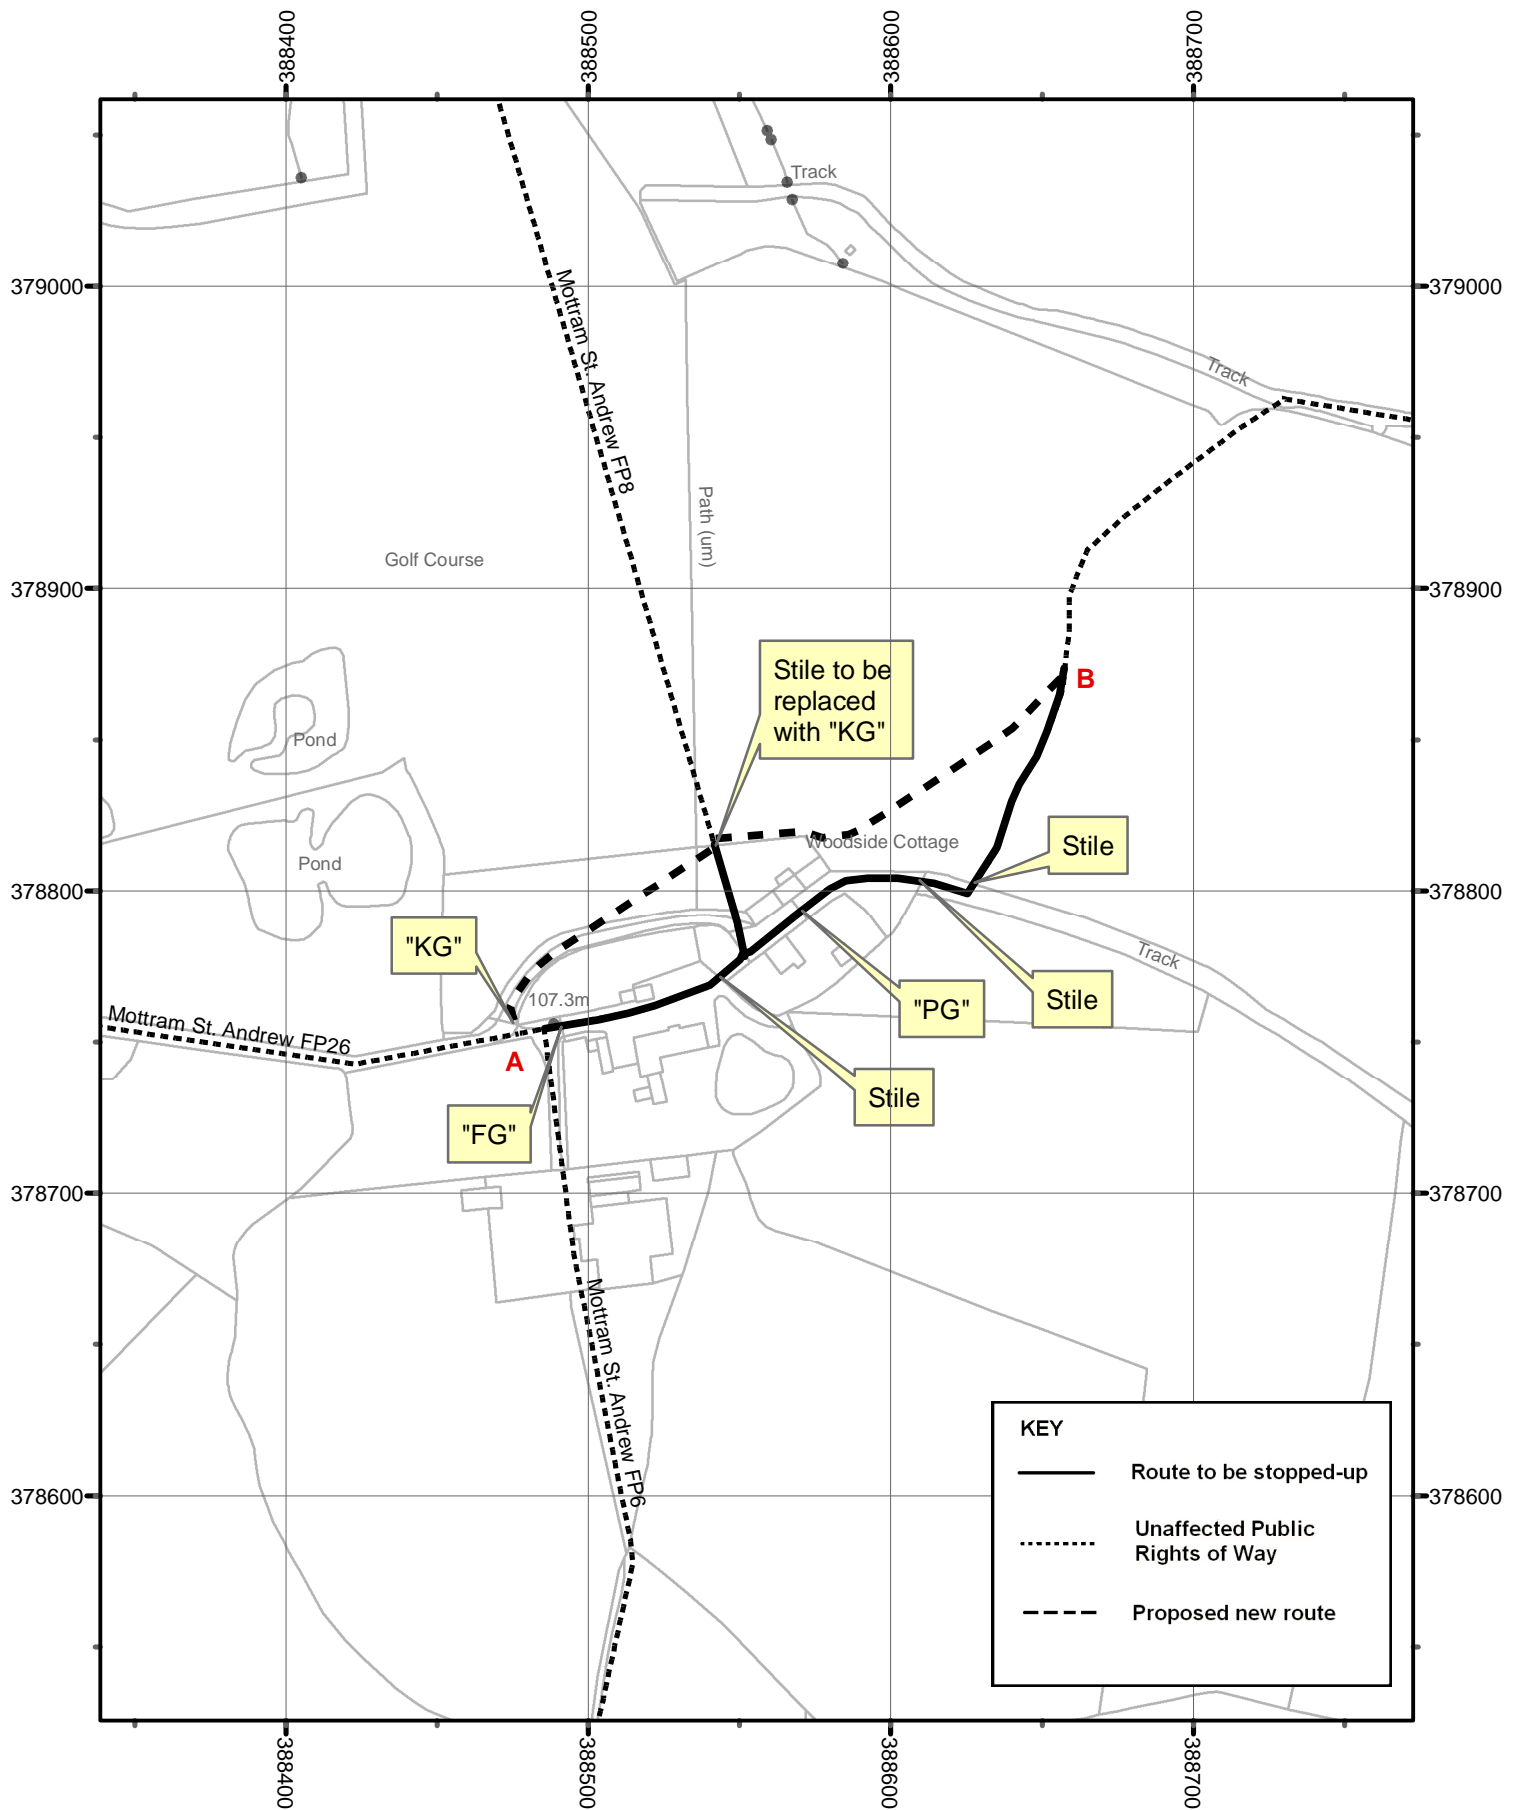 388400
388500
388600
388700
Track
379000
379000
Mottram St. Andrew FP8
Track
Path (um)
Golf Course
378900
378900
Stile to be
replaced
with "KG"
B
Pond
Woodside Cottage
Stile
Pond
378800
378800
"KG"
Track
107.3m
"PG"
Stile
Mottram St. Andrew FP26
A
Stile
"FG"
378700
378700
Mottram St. Andrew FP6
KEY
Route to be stopped-up
378600
378600
Unaffected Public
Rights of Way
Proposed new route
388400
388500
388600
388700